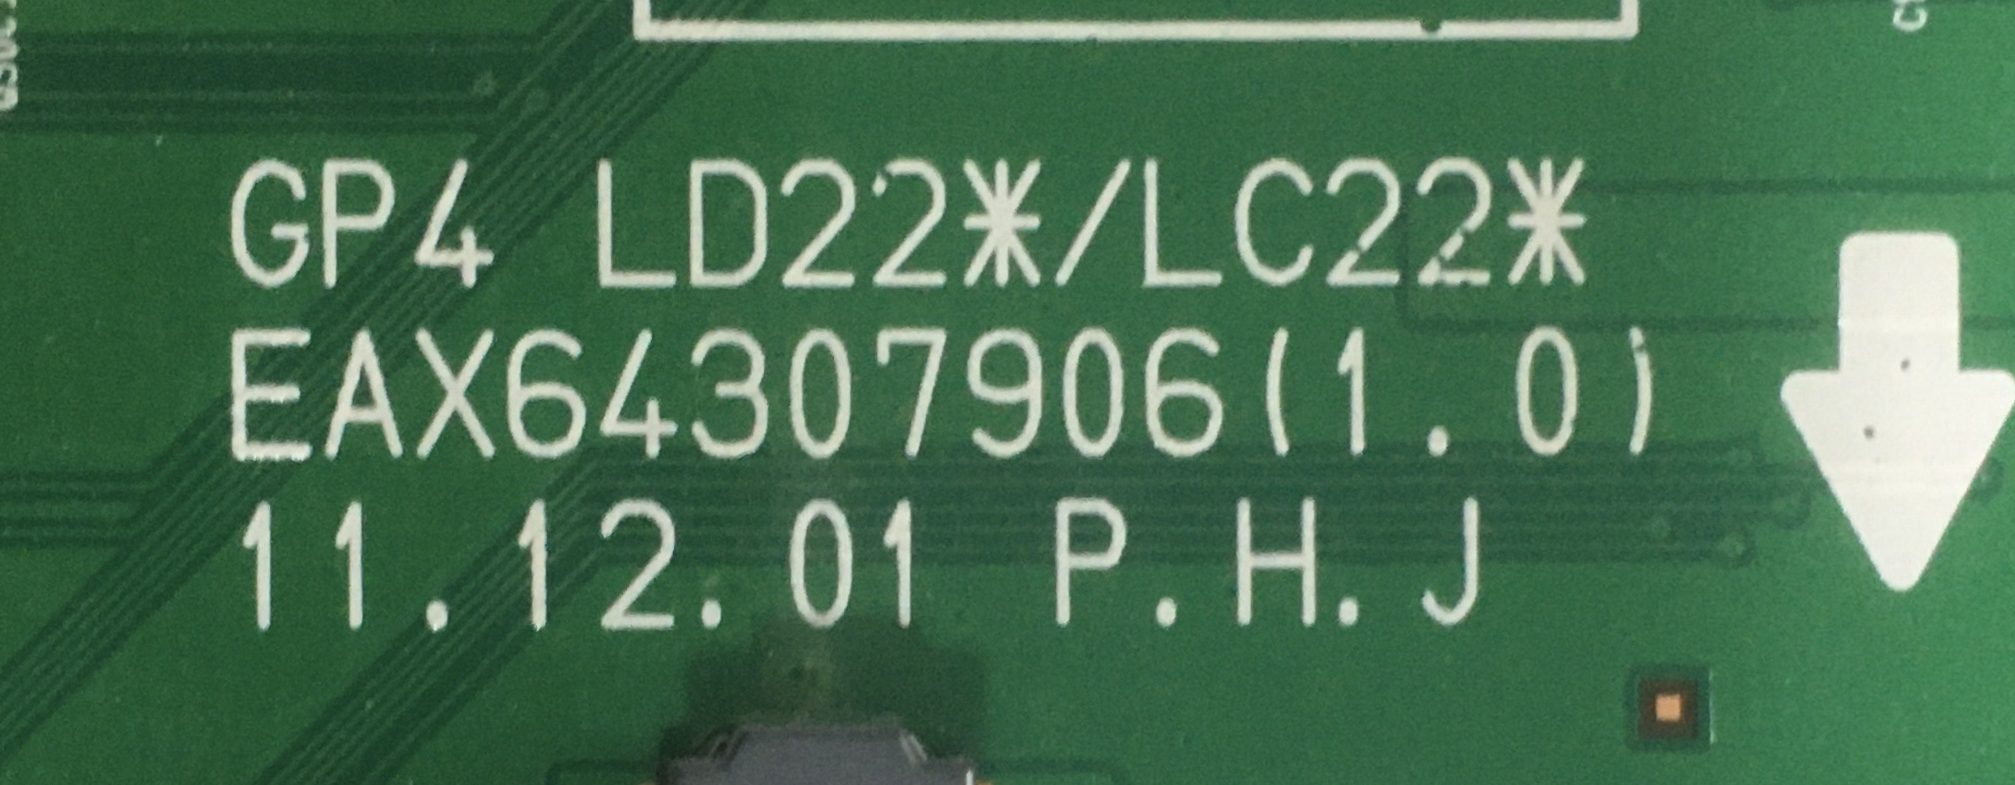 GP4 LD22*/LC22*
EAX64307906(1.0)
11.12.01 P.H.J